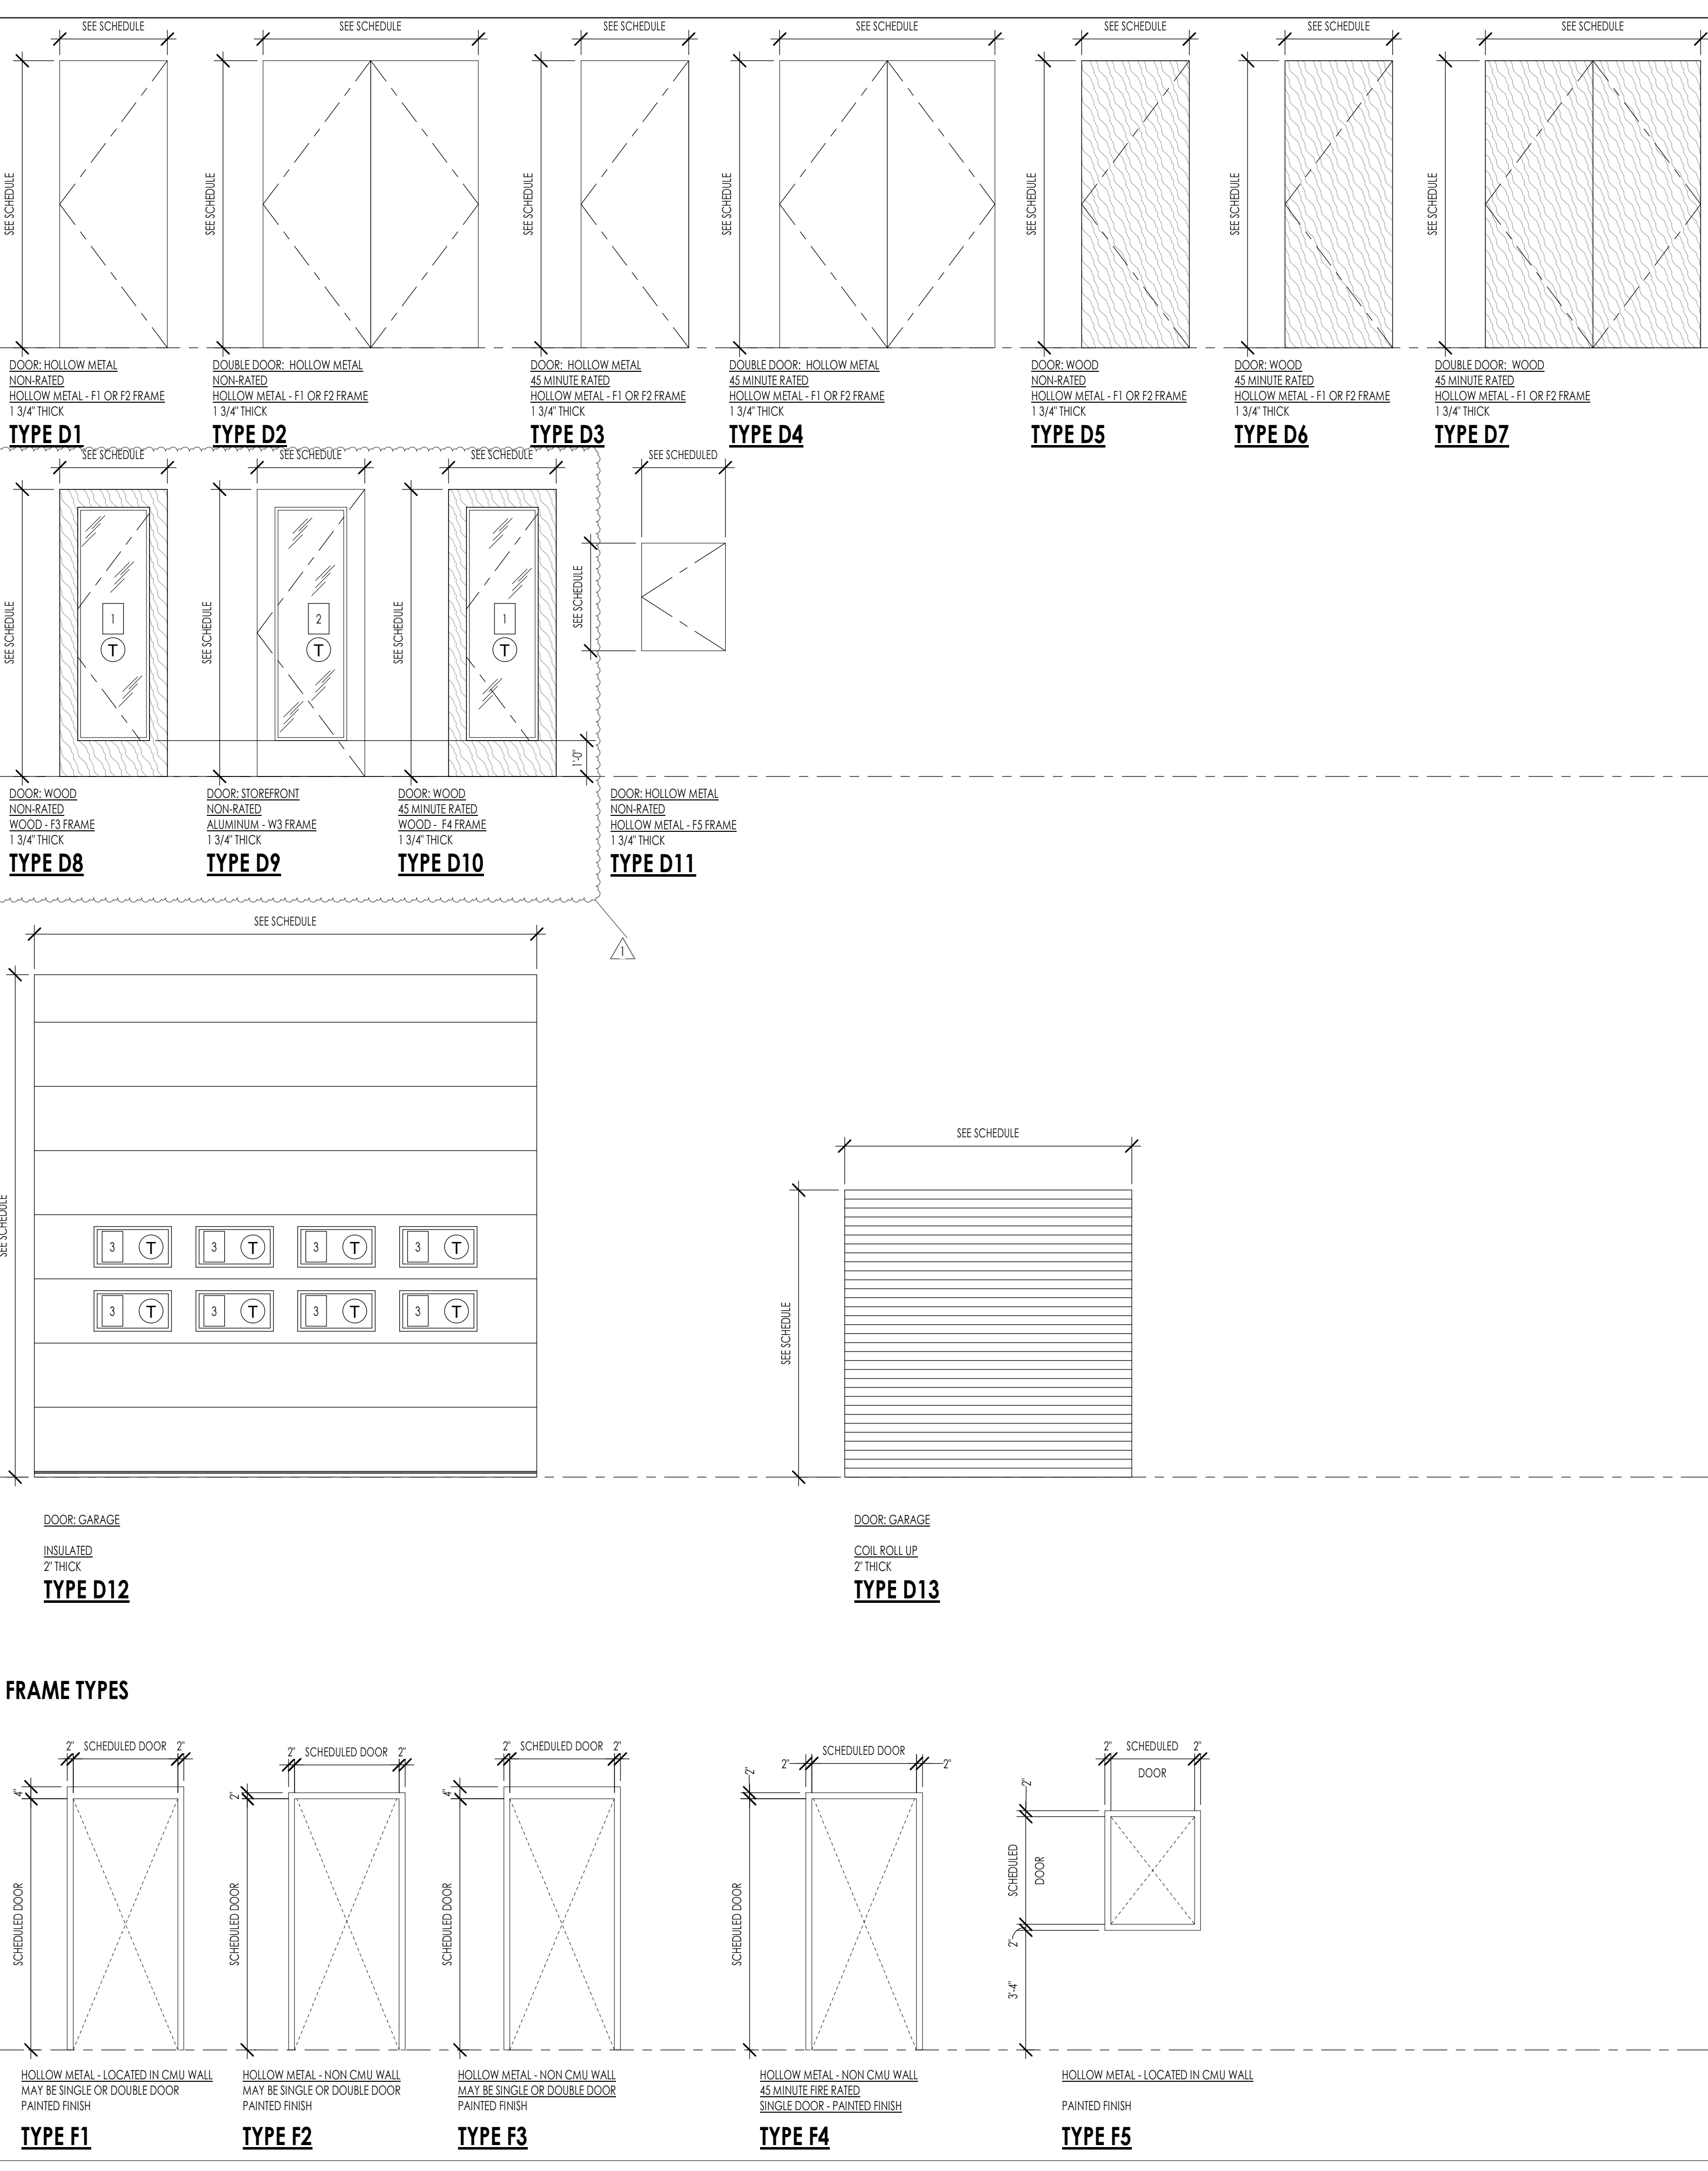 SEE SCHEDULE
SEE SCHEDULE
SEE SCHEDULE
SEE SCHEDULE
SEE SCHEDULE
SEE SCHEDULE
SEE SCHEDULE
SEE SCHEDULE
SEE SCHEDULE
SEE SCHEDULE
SEE SCHEDULE
SEE SCHEDULE
SEE SCHEDULE
SEE SCHEDULE
DOOR: HOLLOW METAL
NON-RATED
HOLLOW METAL - F1 OR F2 FRAME
1 3/4" THICK
TYPE D1
DOUBLE DOOR: HOLLOW METAL
NON-RATED
HOLLOW METAL - F1 OR F2 FRAME
1 3/4" THICK
TYPE D2
DOOR: HOLLOW METAL
45 MINUTE RATED
HOLLOW METAL - F1 OR F2 FRAME
1 3/4" THICK
TYPE D3
DOUBLE DOOR: HOLLOW METAL
45 MINUTE RATED
HOLLOW METAL - F1 OR F2 FRAME
1 3/4" THICK
TYPE D4
DOOR: WOOD
NON-RATED
HOLLOW METAL - F1 OR F2 FRAME
1 3/4" THICK
TYPE D5
DOOR: WOOD
45 MINUTE RATED
HOLLOW METAL - F1 OR F2 FRAME
1 3/4" THICK
TYPE D6
DOUBLE DOOR: WOOD
45 MINUTE RATED
HOLLOW METAL - F1 OR F2 FRAME
1 3/4" THICK
TYPE D7
SEE SCHEDULE
SEE SCHEDULE
SEE SCHEDULE
SEE SCHEDULED
SEE SCHEDULE
1
T
SEE SCHEDULE
2
T
SEE SCHEDULE
1
T
SEE SCHEDULE
1'-0"
DOOR: WOOD
NON-RATED
WOOD - F3 FRAME
1 3/4" THICK
TYPE D8
DOOR: STOREFRONT
NON-RATED
ALUMINUM - W3 FRAME
1 3/4" THICK
TYPE D9
DOOR: WOOD
45 MINUTE RATED
WOOD - F4 FRAME
1 3/4" THICK
TYPE D10
DOOR: HOLLOW METAL
NON-RATED
HOLLOW METAL - F5 FRAME
1 3/4" THICK
TYPE D11
1
SEE SCHEDULE
SEE SCHEDULE
3 T 3 T 3 T 3 T
3 T 3 T 3 T 3 T
DOOR: GARAGE
INSULATED
2" THICK
TYPE D12
SEE SCHEDULE
SEE SCHEDULE
DOOR: GARAGE
COIL ROLL UP
2" THICK
TYPE D13
FRAME TYPES
2" SCHEDULED DOOR 2"
4"
SCHEDULED DOOR
HOLLOW METAL - LOCATED IN CMU WALL
MAY BE SINGLE OR DOUBLE DOOR
PAINTED FINISH
TYPE F1
2" SCHEDULED DOOR 2"
2"
SCHEDULED DOOR
HOLLOW METAL - NON CMU WALL
MAY BE SINGLE OR DOUBLE DOOR
PAINTED FINISH
TYPE F2
2" SCHEDULED DOOR 2"
4"
SCHEDULED DOOR
HOLLOW METAL - NON CMU WALL
MAY BE SINGLE OR DOUBLE DOOR
PAINTED FINISH
TYPE F3
2" SCHEDULED DOOR 2"
2"
SCHEDULED DOOR
HOLLOW METAL - NON CMU WALL
45 MINUTE FIRE RATED
SINGLE DOOR - PAINTED FINISH
TYPE F4
2" SCHEDULED 2"
DOOR
2"
SCHEDULED
DOOR
2"
3'-4"
HOLLOW METAL - LOCATED IN CMU WALL
PAINTED FINISH
TYPE F5